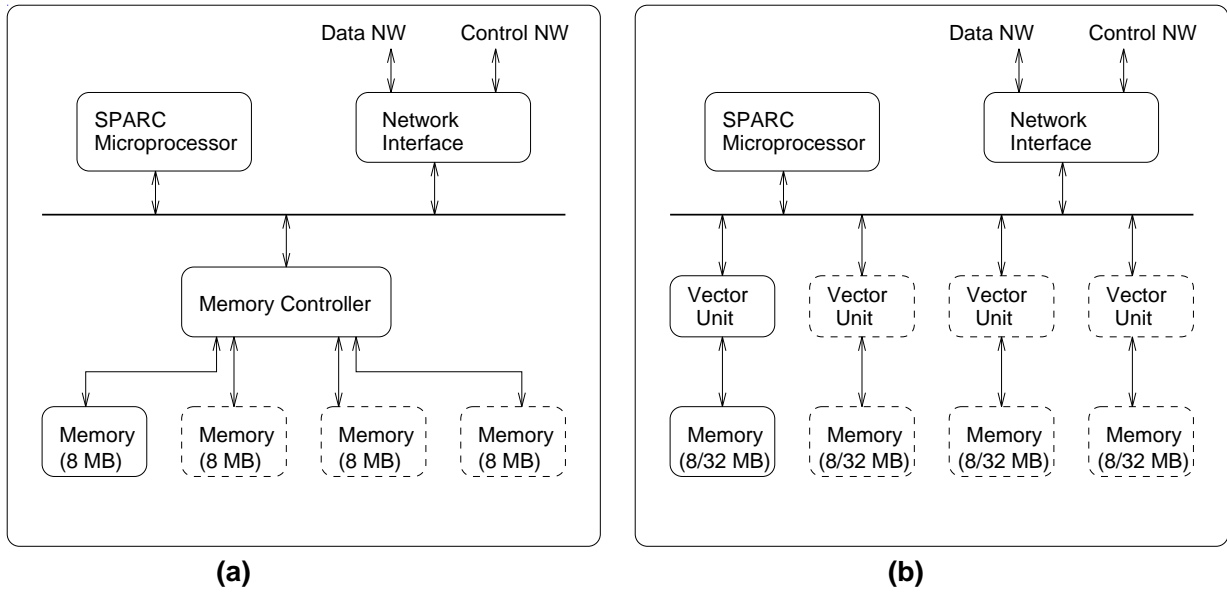 Data NW Control NW
SPARC
Microprocessor
Network
Interface
Memory Controller
Memory
(8 MB)
Memory
(8 MB)
Memory
(8 MB)
Memory
(8 MB)
(a)
Data NW Control NW
SPARC
Microprocessor
Network
Interface
Vector
Unit
Vector
Unit
Vector
Unit
Vector
Unit
Memory
(8/32 MB)
Memory
(8/32 MB)
Memory
(8/32 MB)
Memory
(8/32 MB)
(b)